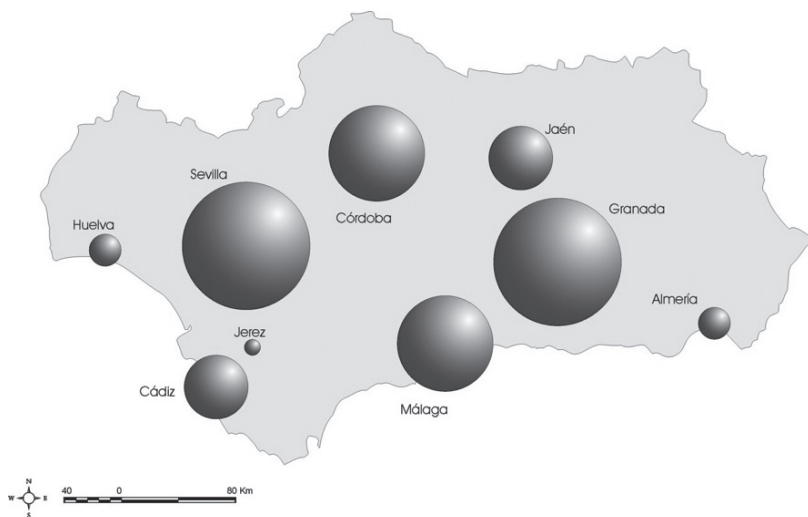 Jaén
Sevilla
Granada
Córdoba
Huelva
Almería
Jerez
Cádiz
Málaga
N
W E
S
40 0 80 Km